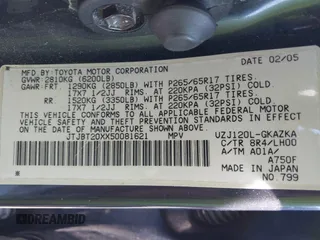 MFD. BY: TOYOTA MOTOR CORPORATION 02/05
GVWR 2810KG (6200LB)
GAWR FRT. 1290KG (2850LB) WITH P265/65R17 TIRES.
17X7 1/2JJ RIMS. AT 220KPA (32PSI) COLD.
RR. 1520KG (3350LB) WITH P265/65R17 TIRES.
17X7 1/2JJ RIMS. AT 220KPA (32PSI) COLD.
THIS VEHICLE CONFORMS TO ALL APPLICABLE FEDERAL MOTOR
VEHICLE SAFETY AND THEFT PREVENTION STANDARDS IN EFFECT
ON THE DATE OF MANUFACTURE SHOWN ABOVE.
JTJBT20XX50081621 MPV UZJ120L-GKAZKA
C/TR 8R4/LH00
A/TM A01A/ A750F
MADE IN JAPAN
NO.799
AUTOBIDMASTER